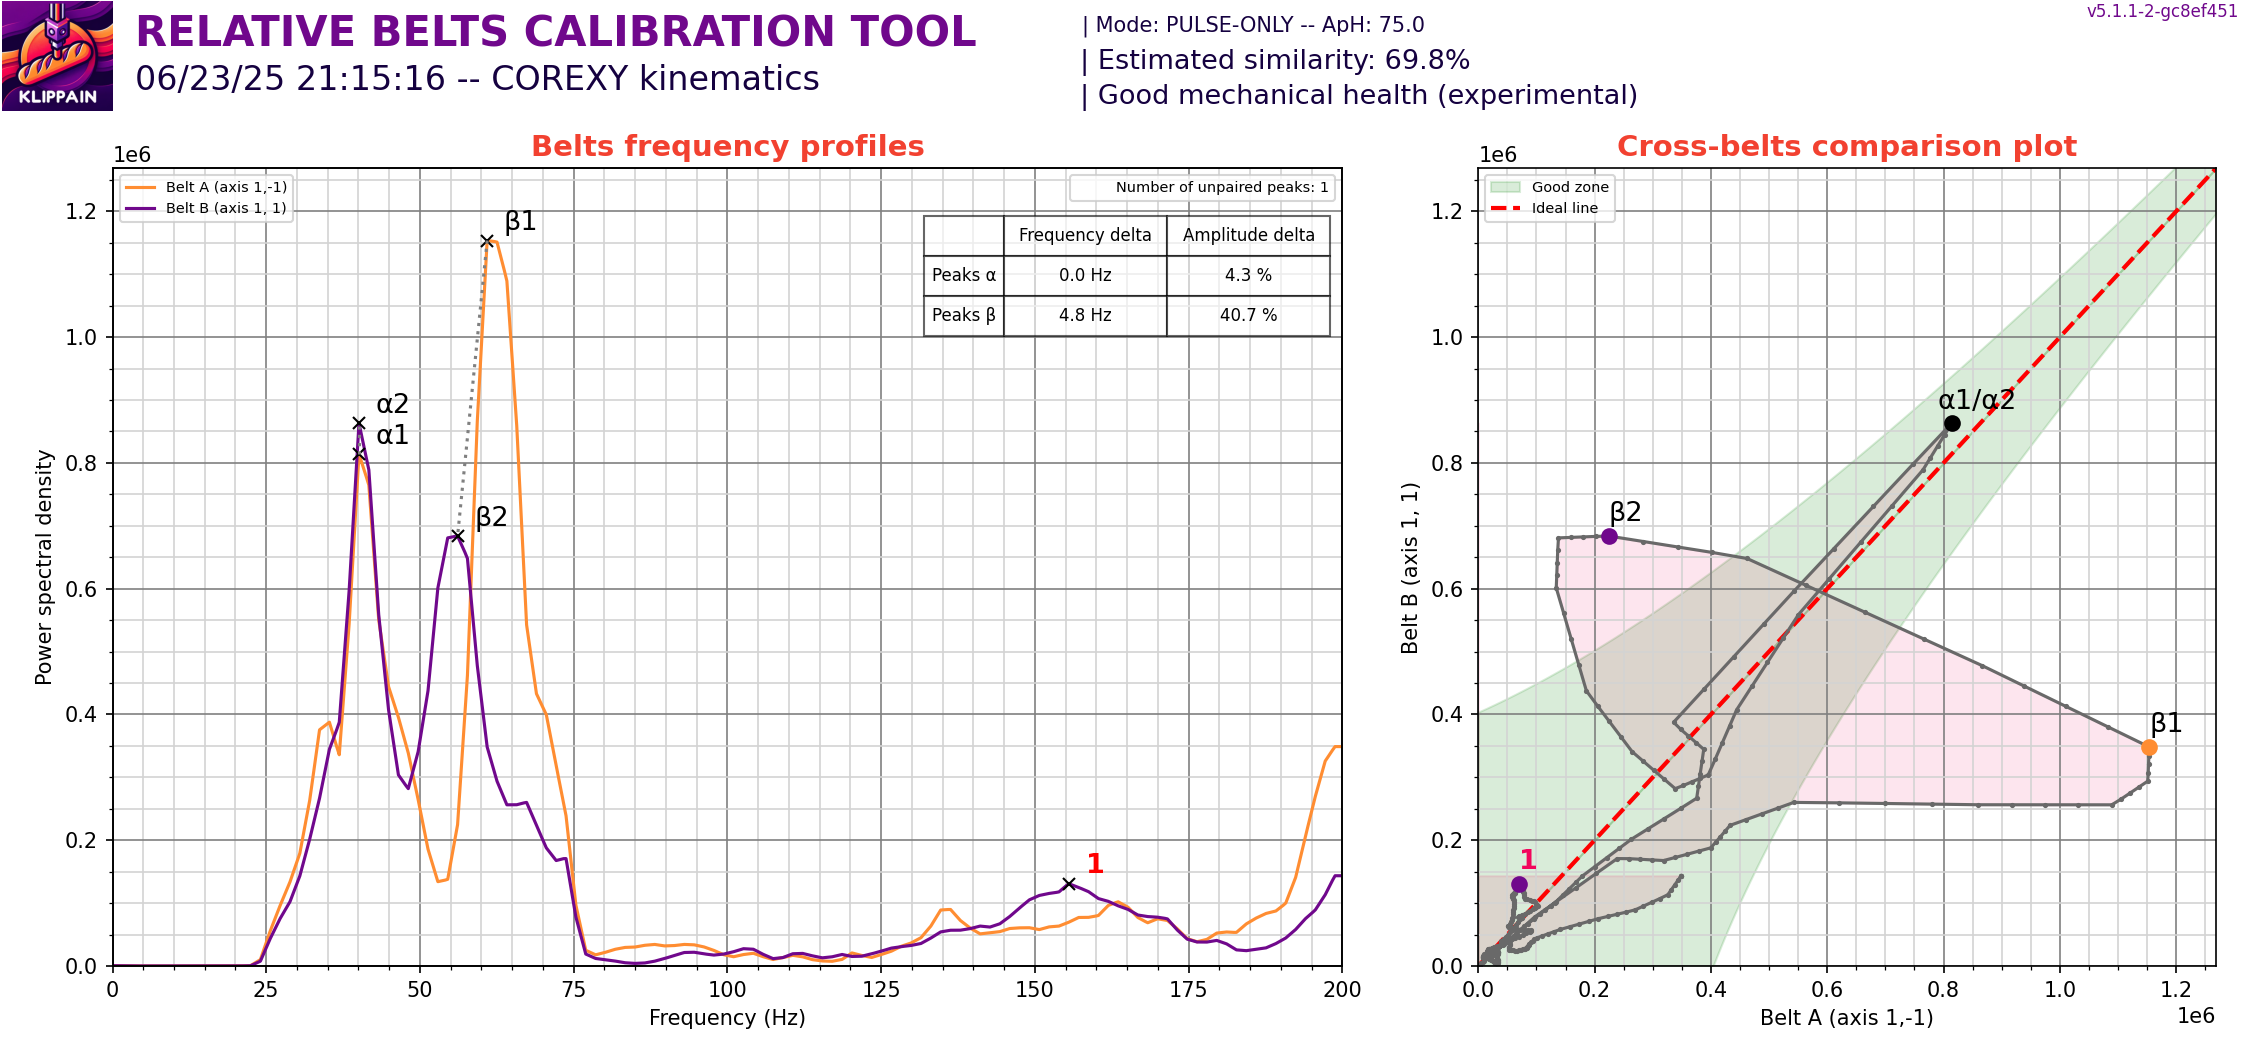 KLIPPAIN
RELATIVE BELTS CALIBRATION TOOL
06/23/25 21:15:16 -- COREXY kinematics
| Mode: PULSE-ONLY -- ApH: 75.0
| Estimated similarity: 69.8%
| Good mechanical health (experimental)
v5.1.1-2-gc8ef451
Belts frequency profiles
1e6
Belt A (axis 1,-1)
Belt B (axis 1, 1)
Number of unpaired peaks: 1
Frequency delta Amplitude delta
Peaks α 0.0 Hz 4.3 %
Peaks β 4.8 Hz 40.7 %
β1
α2
α1
β2
1
1.2
1.0
0.8
0.6
0.4
0.2
0.0
Power spectral density
0 25 50 75 100 125 150 175 200
Frequency (Hz)
Cross-belts comparison plot
1e6
Good zone
Ideal line
α1/α2
β2
β1
1
1.2
1.0
0.8
0.6
0.4
0.2
0.0
Belt B (axis 1, 1)
0.0 0.2 0.4 0.6 0.8 1.0 1.2
Belt A (axis 1,-1)
1e6